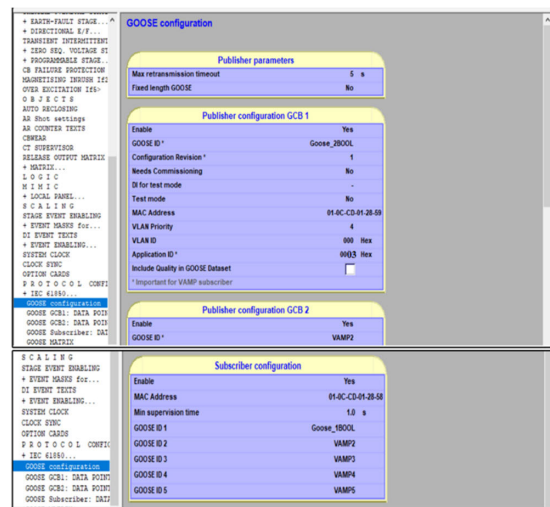 + EARTH-FAULT STAGE...
+ DIRECTIONAL E/F...
TRANSIENT INTERMITTENT
+ ZERO SEQ. VOLTAGE ST
+ PROGRAMMABLE STAGE..
CB FAILURE PROTECTION
MAGNETISING INRUSH If2
OVER EXCITATION If5>
O B J E C T S
AUTO RECLOSING
AR Shot settings
AR COUNTER TEXTS
CBWEAR
CT SUPERVISOR
RELEASE OUTPUT MATRIX
+ MATRIX...
L O G I C
M I M I C
+ LOCAL PANEL...
S C A L I N G
STAGE EVENT ENABLING
+ EVENT MASKS for...
DI EVENT TEXTS
+ EVENT ENABLING...
SYSTEM CLOCK
CLOCK SYNC
OPTION CARDS
P R O T O C O L CONFI
+ IEC 61850...
GOOSE configuration
GOOSE GCB1: DATA POIN
GOOSE GCB2: DATA POIN
GOOSE Subscriber: DAT
GOOSE MATRIX
GOOSE configuration
Publisher parameters
Max retransmission timeout 5 s
Fixed length GOOSE No
Publisher configuration GCB 1
Enable Yes
GOOSE ID * Goose_2BOOL
Configuration Revision * 1
Needs Commissioning No
DI for test mode -
Test mode No
MAC Address 01-0C-CD-01-28-59
VLAN Priority 4
VLAN ID 000 Hex
Application ID * 0003 Hex
Include Quality in GOOSE Dataset
* Important for VAMP subscriber
Publisher configuration GCB 2
Enable Yes
GOOSE ID * VAMP2
S C A L I N G
STAGE EVENT ENABLING
+ EVENT MASKS for...
DI EVENT TEXTS
+ EVENT ENABLING...
SYSTEM CLOCK
CLOCK SYNC
OPTION CARDS
P R O T O C O L CONFIG
+ IEC 61850...
GOOSE configuration
GOOSE GCB1: DATA POINT
GOOSE GCB2: DATA POINT
GOOSE Subscriber: DATA
Subscriber configuration
Enable Yes
MAC Address 01-0C-CD-01-28-58
Min supervision time 1.0 s
GOOSE ID 1 Goose_1BOOL
GOOSE ID 2 VAMP2
GOOSE ID 3 VAMP3
GOOSE ID 4 VAMP4
GOOSE ID 5 VAMP5